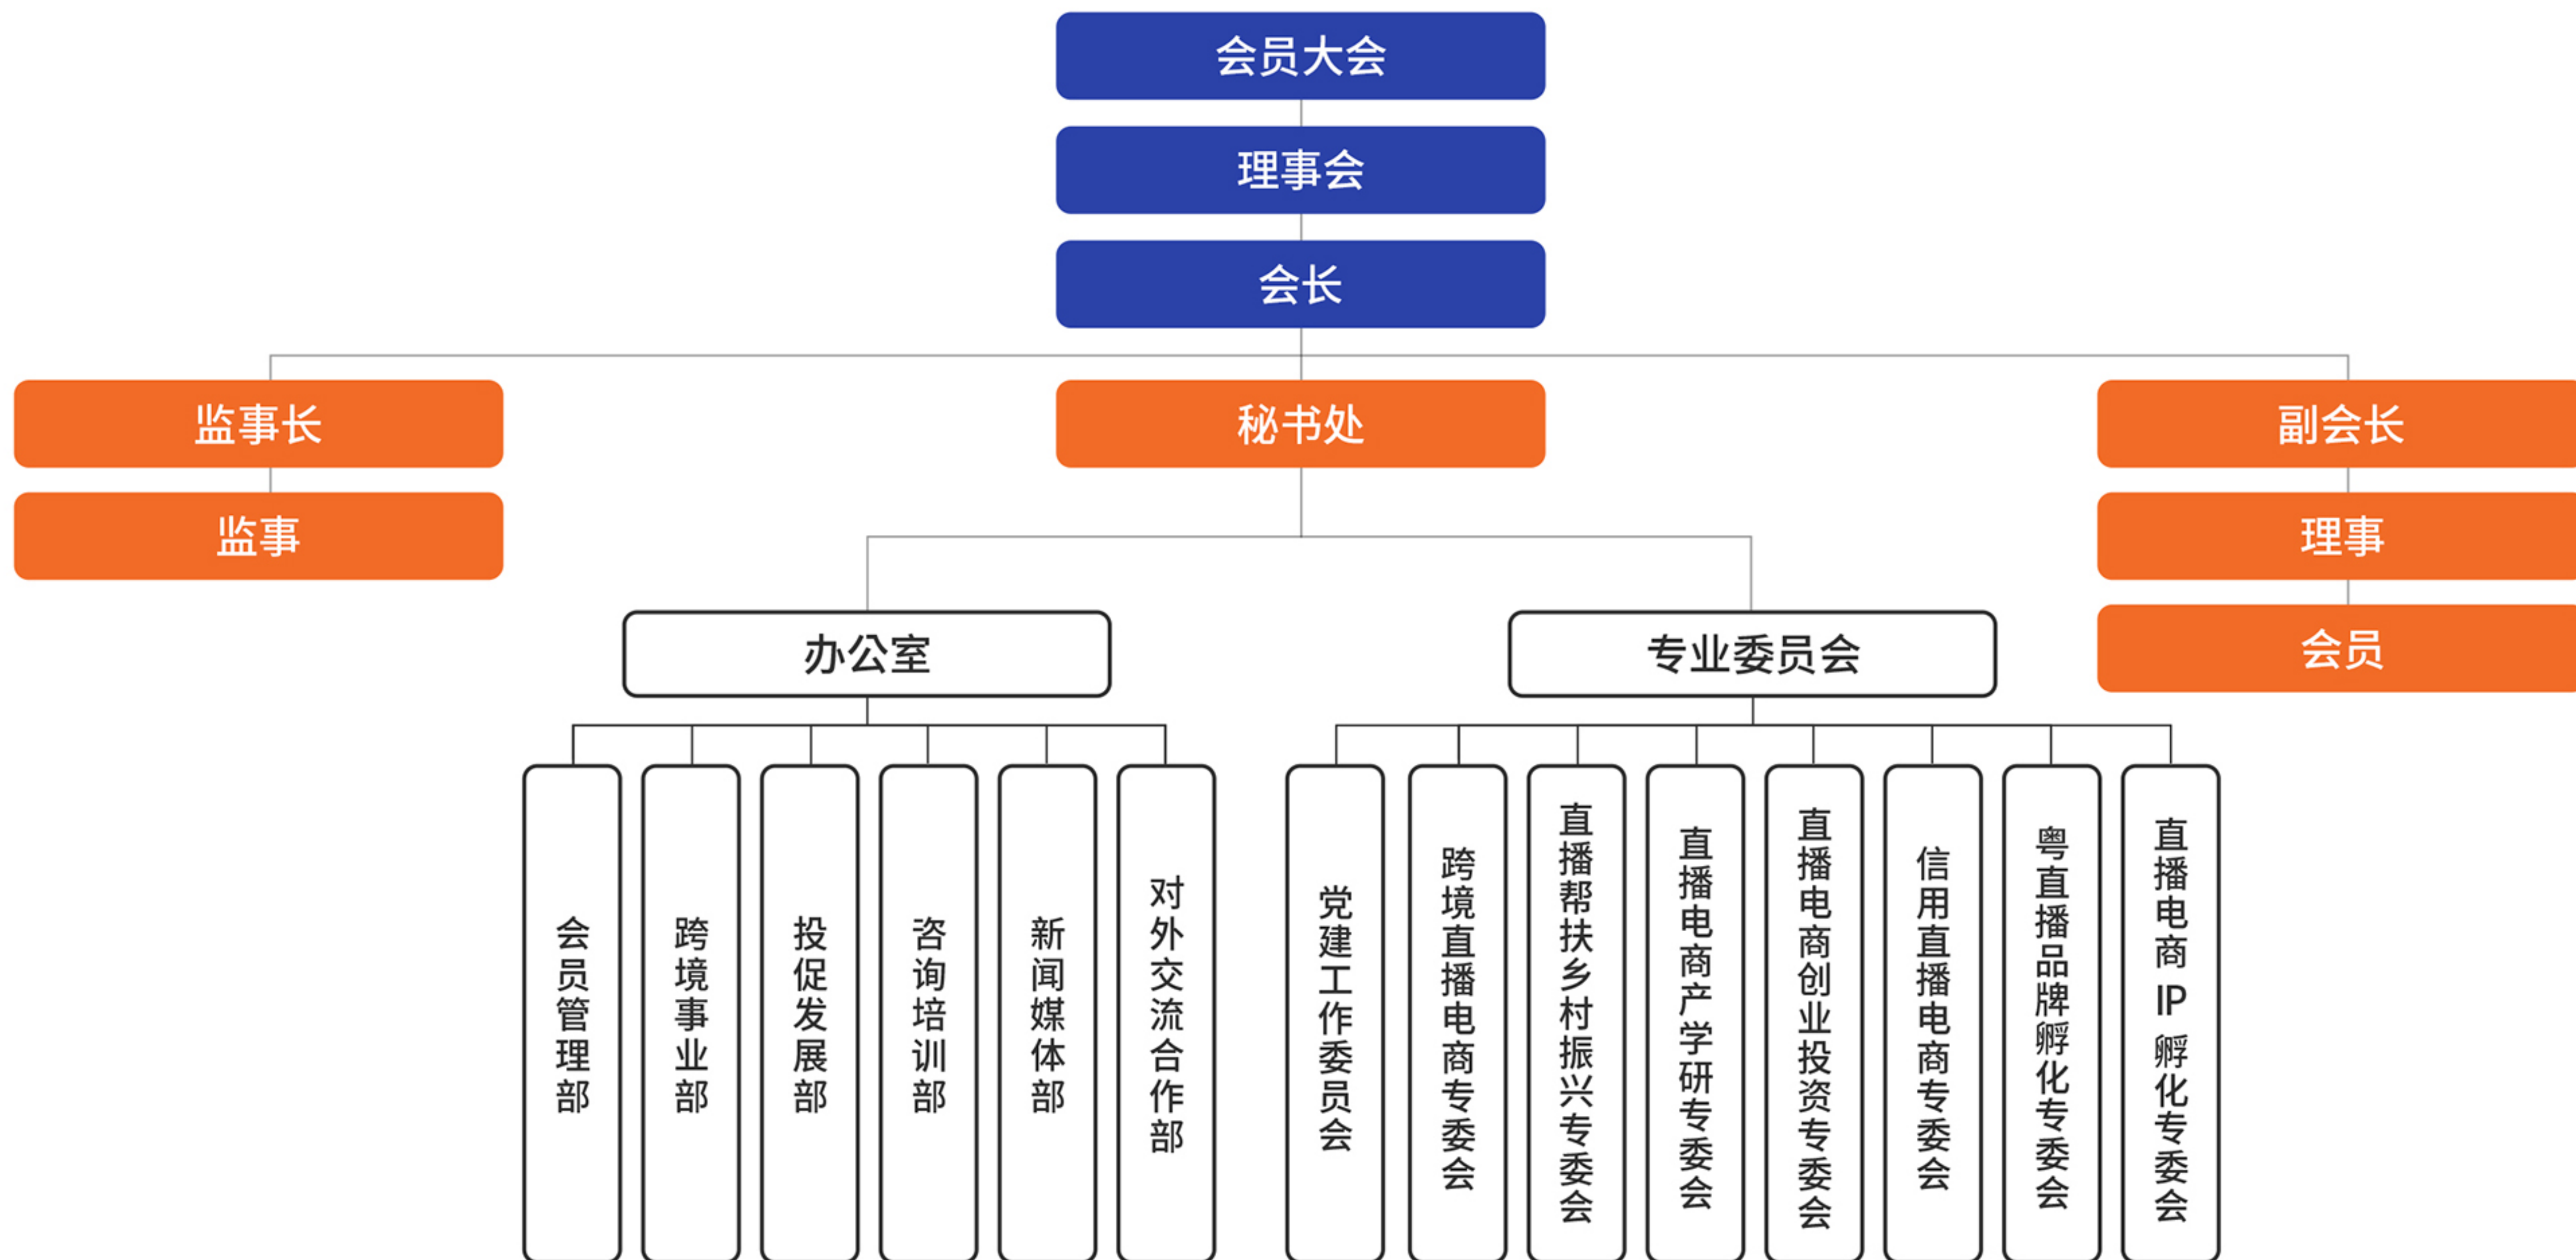 会员大会
理事会
会长
监事长
秘书处
副会长
监事
理事
会员
办公室
专业委员会
会员管理部
跨境事业部
投促发展部
咨询培训部
新闻媒体部
对外交流合作部
党建工作委员会
跨境直播电商专委会
直播帮扶乡村振兴专委会
直播电商产学研专委会
直播电商创业投资专委会
信用直播电商专委会
粤直播品牌孵化专委会
直播电商IP孵化专委会